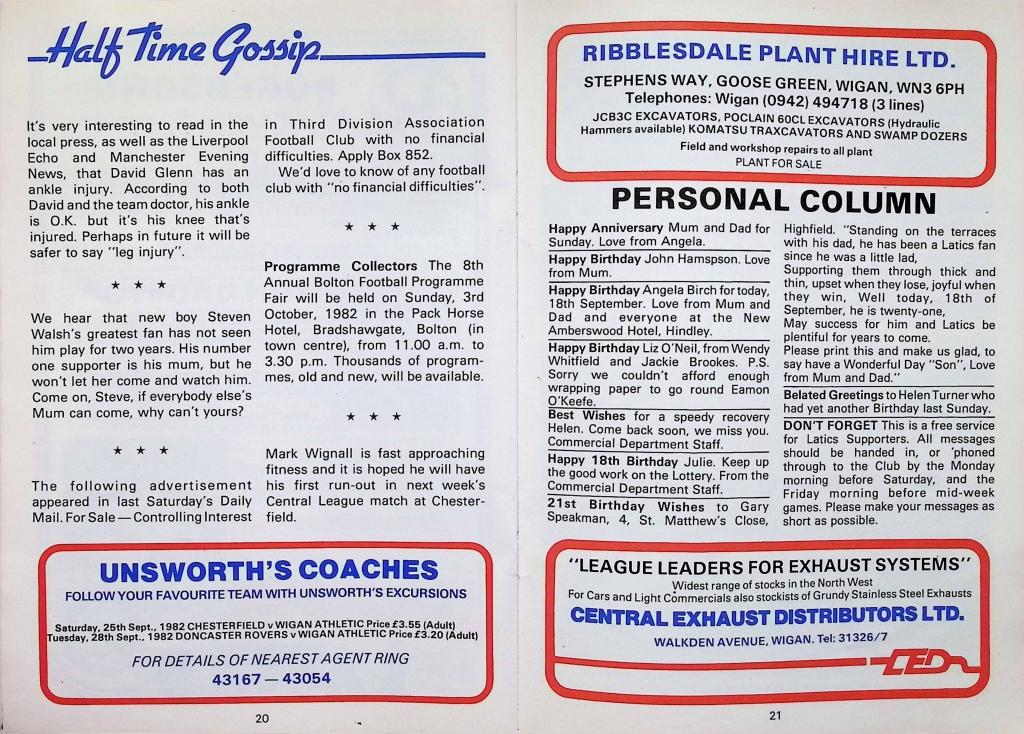 Half Time Gossip
It's very interesting to read in the
local press, as well as the Liverpool
Echo and Manchester Evening
News, that David Glenn has an
ankle injury. According to both
David and the team doctor, his ankle
is O.K. but it's his knee that's
injured. Perhaps in future it will be
safer to say "leg injury".
★ ★ ★
We hear that new boy Steven
Walsh's greatest fan has not seen
him play for two years. His number
one supporter is his mum, but he
won't let her come and watch him.
Come on, Steve, if everybody else's
Mum can come, why can't yours?
★ ★ ★
The following advertisement
appeared in last Saturday's Daily
Mail. For Sale — Controlling Interest
in Third Division Association
Football Club with no financial
difficulties. Apply Box 852.
We'd love to know of any football
club with "no financial difficulties".
★ ★ ★
Programme Collectors The 8th
Annual Bolton Football Programme
Fair will be held on Sunday, 3rd
October, 1982 in the Pack Horse
Hotel, Bradshawgate, Bolton (in
town centre), from 11.00 a.m. to
3.30 p.m. Thousands of program-
mes, old and new, will be available.
★ ★ ★
Mark Wignall is fast approaching
fitness and it is hoped he will have
his first run-out in next week's
Central League match at Chester-
field.
UNSWORTH'S COACHES
FOLLOW YOUR FAVOURITE TEAM WITH UNSWORTH'S EXCURSIONS
Saturday, 25th Sept., 1982 CHESTERFIELD v WIGAN ATHLETIC Price £3.55 (Adult)
Tuesday, 28th Sept., 1982 DONCASTER ROVERS v WIGAN ATHLETIC Price £3.20 (Adult)
FOR DETAILS OF NEAREST AGENT RING
43167 — 43054
20
RIBBLESDALE PLANT HIRE LTD.
STEPHENS WAY, GOOSE GREEN, WIGAN, WN3 6PH
Telephones: Wigan (0942) 494718 (3 lines)
JCB3C EXCAVATORS, POCLAIN 60CL EXCAVATORS (Hydraulic
Hammers available) KOMATSU TRAXCAVATORS AND SWAMP DOZERS
Field and workshop repairs to all plant
PLANT FOR SALE
PERSONAL COLUMN
Happy Anniversary Mum and Dad for
Sunday. Love from Angela.
Happy Birthday John Hamspson. Love
from Mum.
Happy Birthday Angela Birch for today,
18th September. Love from Mum and
Dad and everyone at the New
Amberswood Hotel, Hindley.
Happy Birthday Liz O'Neil, from Wendy
Whitfield and Jackie Brookes. P.S.
Sorry we couldn't afford enough
wrapping paper to go round Eamon
O'Keefe.
Best Wishes for a speedy recovery
Helen. Come back soon, we miss you.
Commercial Department Staff.
Happy 18th Birthday Julie. Keep up
the good work on the Lottery. From the
Commercial Department Staff.
21st Birthday Wishes to Gary
Speakman, 4, St. Matthew's Close,
Highfield. "Standing on the terraces
with his dad, he has been a Latics fan
since he was a little lad,
Supporting them through thick and
thin, upset when they lose, joyful when
they win, Well today, 18th of
September, he is twenty-one,
May success for him and Latics be
plentiful for years to come.
Please print this and make us glad, to
say have a Wonderful Day "Son", Love
from Mum and Dad."
Belated Greetings to Helen Turner who
had yet another Birthday last Sunday.
DON'T FORGET This is a free service
for Latics Supporters. All messages
should be handed in, or 'phoned
through to the Club by the Monday
morning before Saturday, and the
Friday morning before mid-week
games. Please make your messages as
short as possible.
"LEAGUE LEADERS FOR EXHAUST SYSTEMS"
Widest range of stocks in the North West
For Cars and Light Commercials also stockists of Grundy Stainless Steel Exhausts
CENTRAL EXHAUST DISTRIBUTORS LTD.
WALKDEN AVENUE, WIGAN. Tel: 31326/7
CED
21